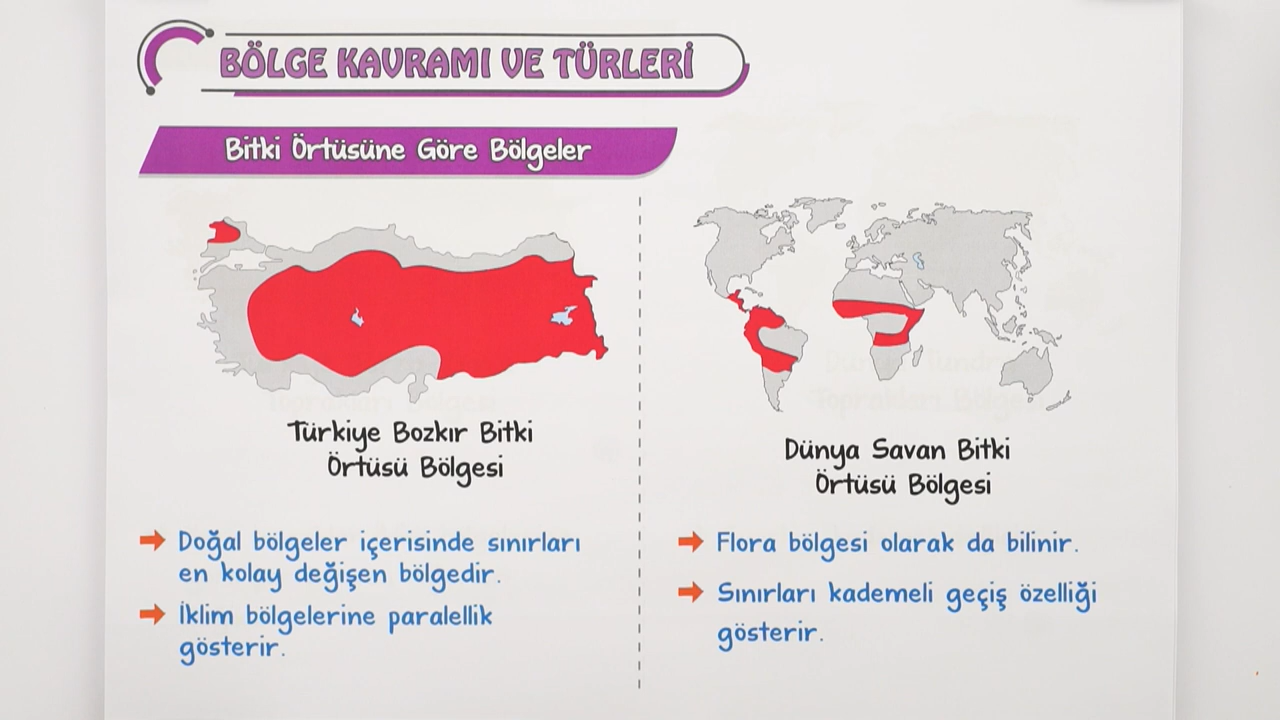 BÖLGE KAVRAMI VE TÜRLERİ
Bitki Örtüsüne Göre Bölgeler
Türkiye Bozkır Bitki
Örtüsü Bölgesi
Doğal bölgeler içerisinde sınırları
en kolay değişen bölgedir.
İklim bölgelerine paralellik
gösterir.
Dünya Savan Bitki
Örtüsü Bölgesi
Flora bölgesi olarak da bilinir.
Sınırları kademeli geçiş özelliği
gösterir.